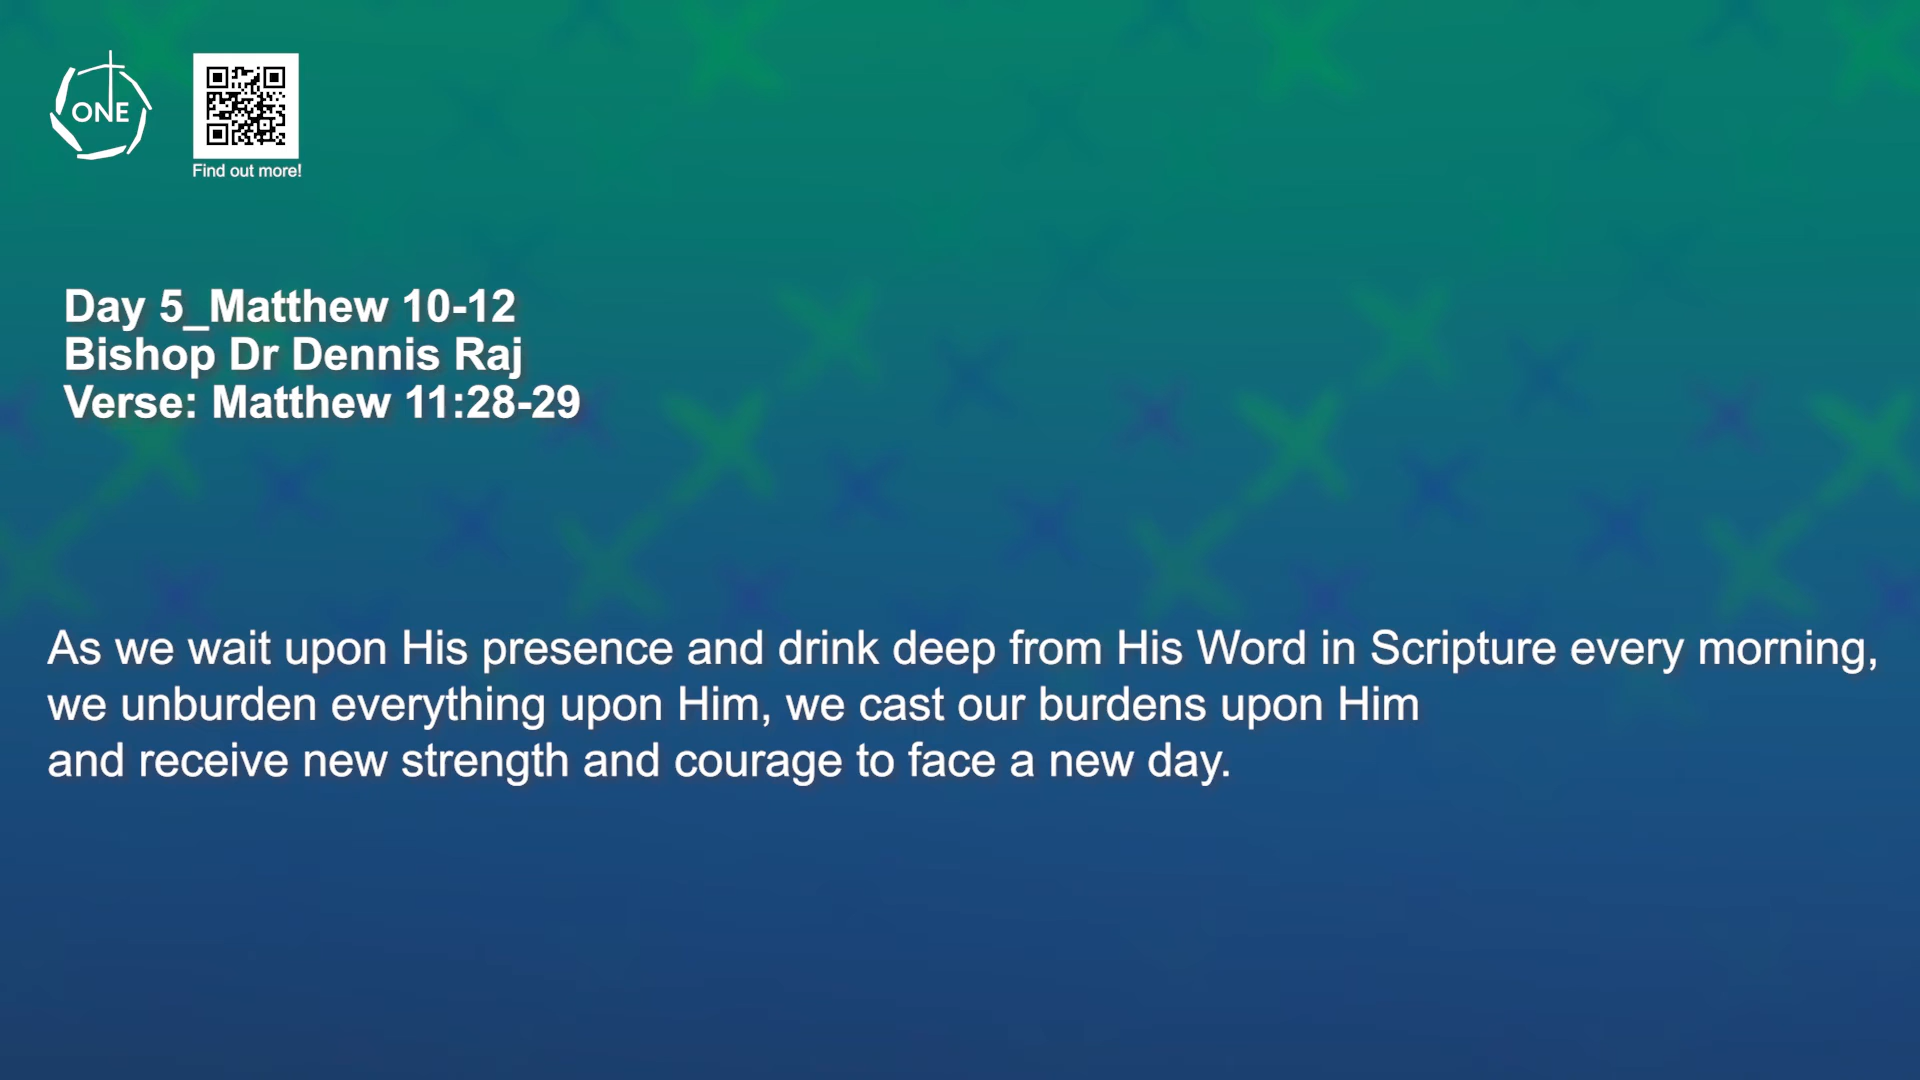 ONE
Find out more!
Day 5_Matthew 10-12
Bishop Dr Dennis Raj
Verse: Matthew 11:28-29
As we wait upon His presence and drink deep from His Word in Scripture every morning,
we unburden everything upon Him, we cast our burdens upon Him
and receive new strength and courage to face a new day.